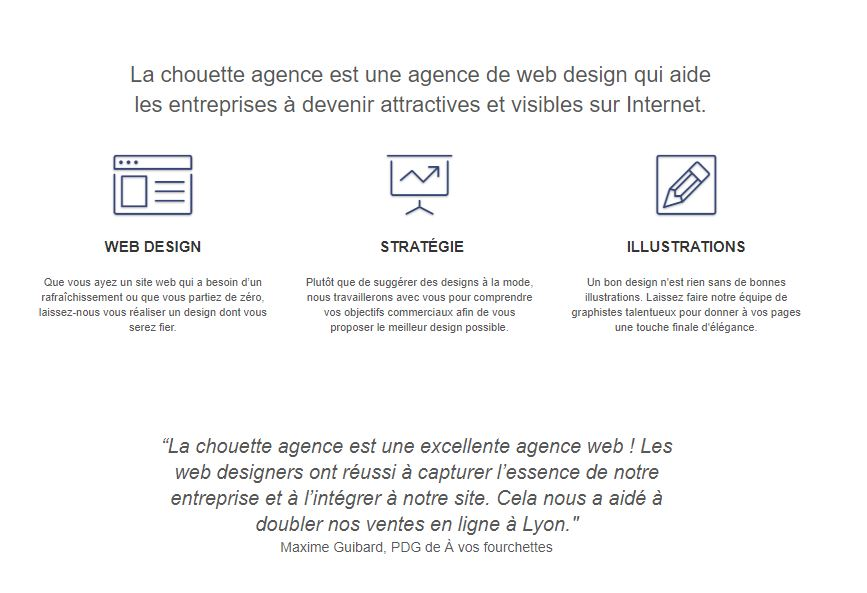 La chouette agence est une agence de web design qui aide
les entreprises à devenir attractives et visibles sur Internet.
WEB DESIGN
Que vous ayez un site web qui a besoin d’un
rafraîchissement ou que vous partiez de zéro,
laissez-nous vous réaliser un design dont vous
serez fier.
STRATÉGIE
Plutôt que de suggérer des designs à la mode,
nous travaillerons avec vous pour comprendre
vos objectifs commerciaux afin de vous
proposer le meilleur design possible.
ILLUSTRATIONS
Un bon design n’est rien sans de bonnes
illustrations. Laissez faire notre équipe de
graphistes talentueux pour donner à vos pages
une touche finale d’élégance.
“La chouette agence est une excellente agence web ! Les
web designers ont réussi à capturer l’essence de notre
entreprise et à l’intégrer à notre site. Cela nous a aidé à
doubler nos ventes en ligne à Lyon."
Maxime Guibard, PDG de À vos fourchettes